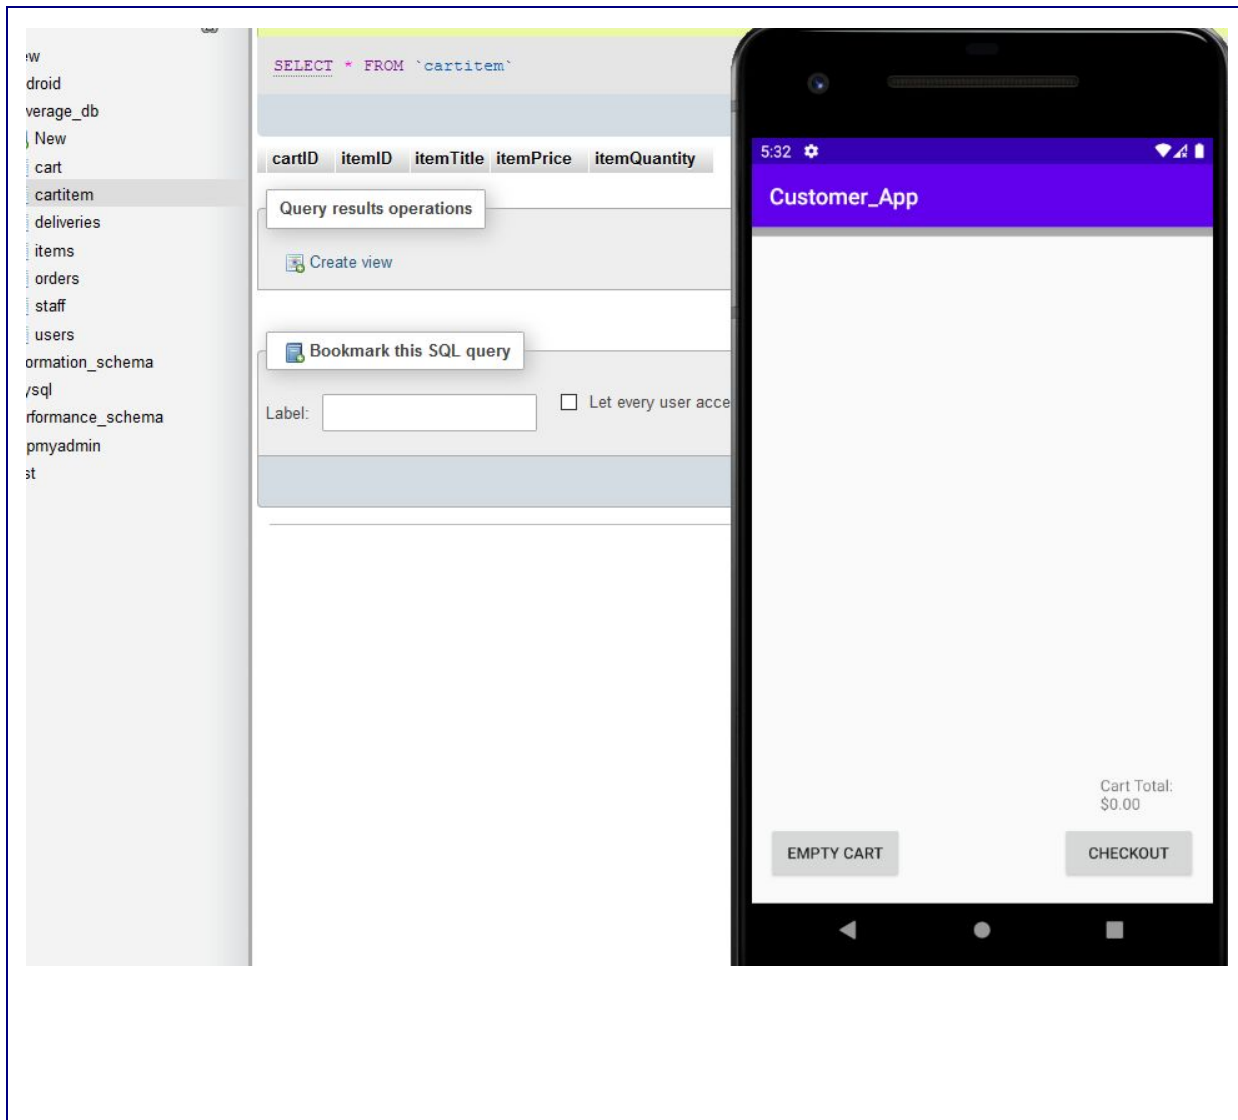 ew
droid
verage_db
New
cart
cartitem
deliveries
items
orders
staff
users
ormation_schema
ysql
rformance_schema
pmyadmin
st
SELECT * FROM `cartitem`
cartID itemID itemTitle itemPrice itemQuantity
Query results operations
Create view
Bookmark this SQL query
Label:
Let every user acce
5:32
Customer_App
Cart Total:
$0.00
EMPTY CART
CHECKOUT